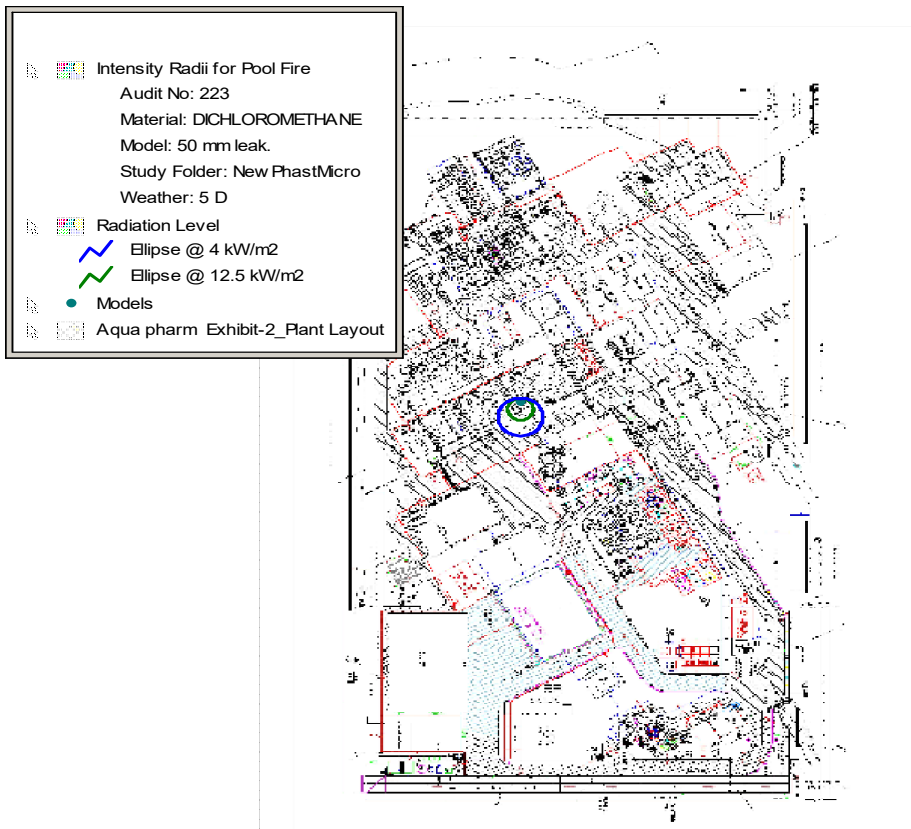 Intensity Radii for Pool Fire
Audit No: 223
Material: DICHLOROMETHANE
Model: 50 mm leak.
Study Folder: New PhastMicro
Weather: 5 D
Radiation Level
Ellipse @ 4 kW/m2
Ellipse @ 12.5 kW/m2
Models
Aqua pharm Exhibit-2_Plant Layout